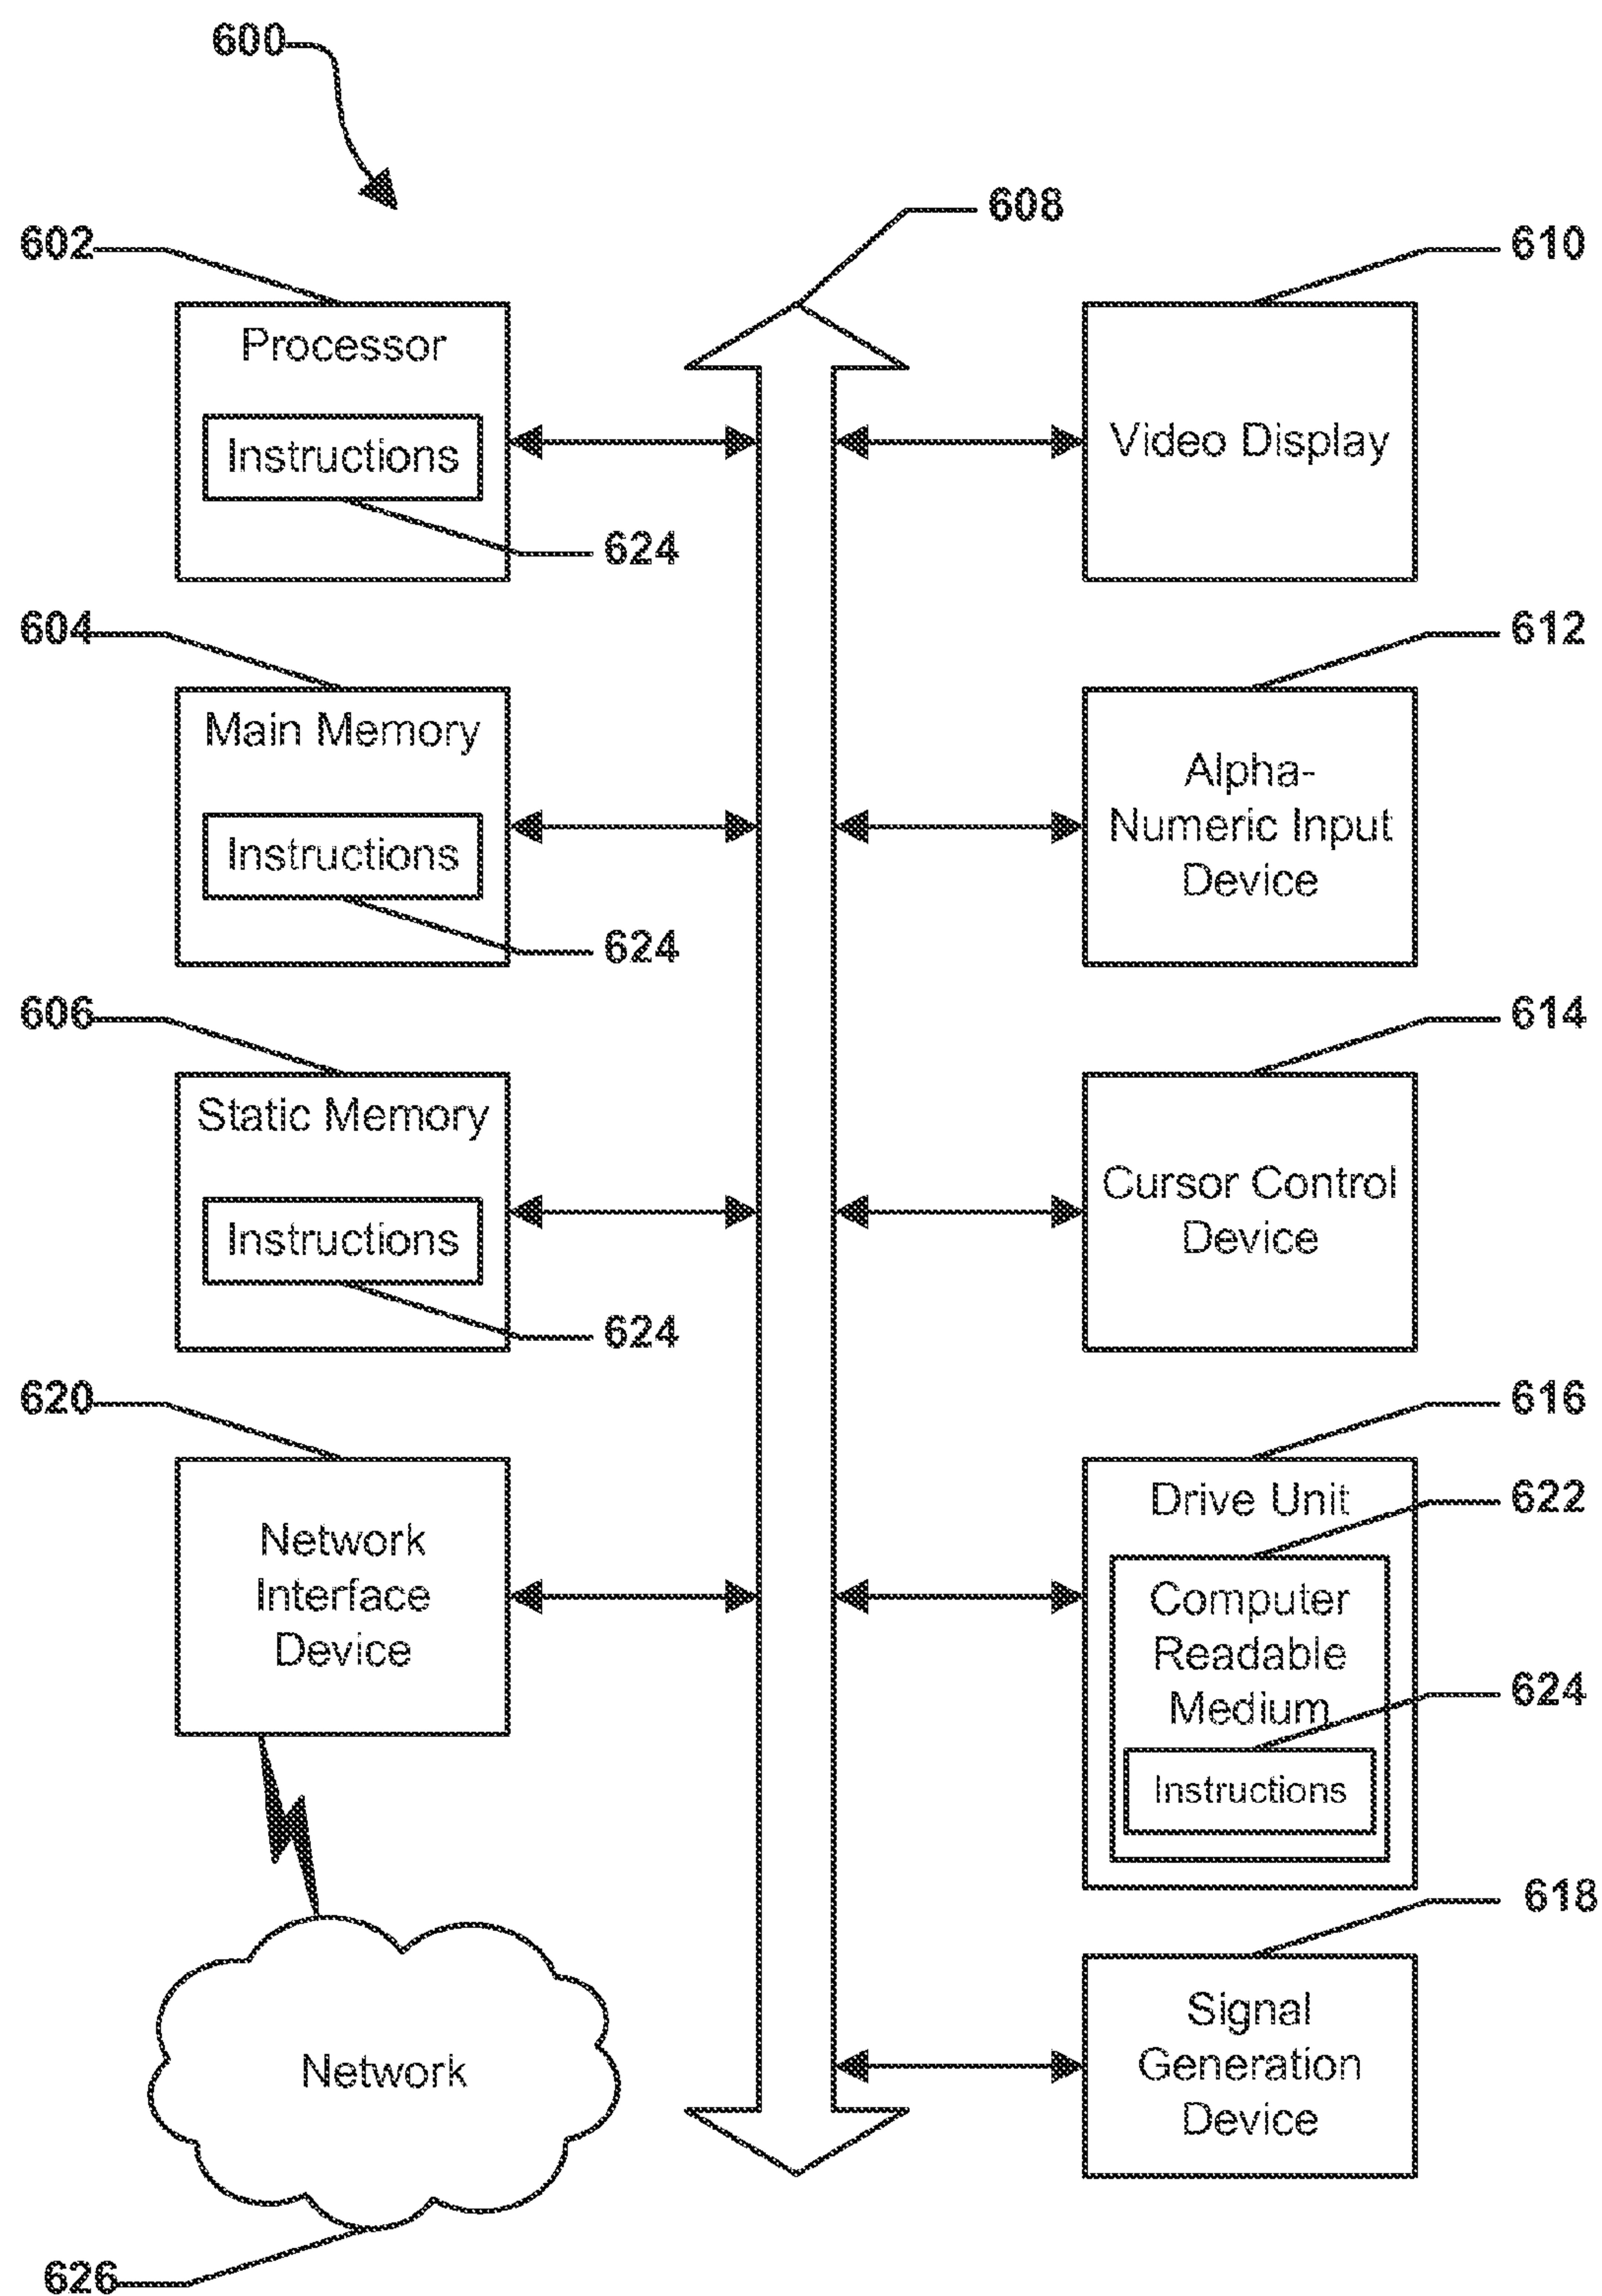 600
608
602
610
Processor
Instructions
624
Video Display
604
612
Main Memory
Instructions
624
Alpha-
Numeric Input
Device
606
614
Static Memory
Instructions
624
Cursor Control
Device
620
616
Network
Interface
Device
Drive Unit
622
Computer
Readable
Medium
624
Instructions
618
Signal
Generation
Device
Network
626